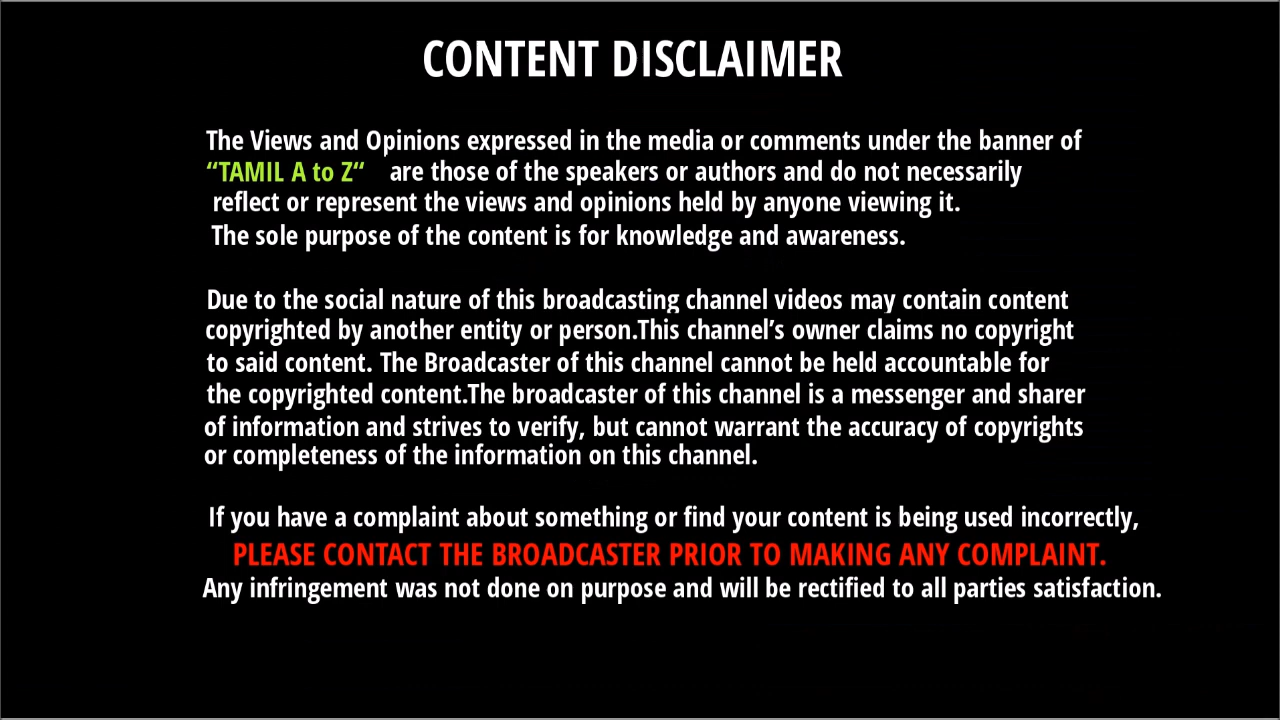 CONTENT DISCLAIMER
The Views and Opinions expressed in the media or comments under the banner of
“TAMIL A to Z“ are those of the speakers or authors and do not necessarily
reflect or represent the views and opinions held by anyone viewing it.
The sole purpose of the content is for knowledge and awareness.
Due to the social nature of this broadcasting channel videos may contain content
copyrighted by another entity or person.This channel’s owner claims no copyright
to said content. The Broadcaster of this channel cannot be held accountable for
the copyrighted content.The broadcaster of this channel is a messenger and sharer
of information and strives to verify, but cannot warrant the accuracy of copyrights
or completeness of the information on this channel.
If you have a complaint about something or find your content is being used incorrectly,
PLEASE CONTACT THE BROADCASTER PRIOR TO MAKING ANY COMPLAINT.
Any infringement was not done on purpose and will be rectified to all parties satisfaction.